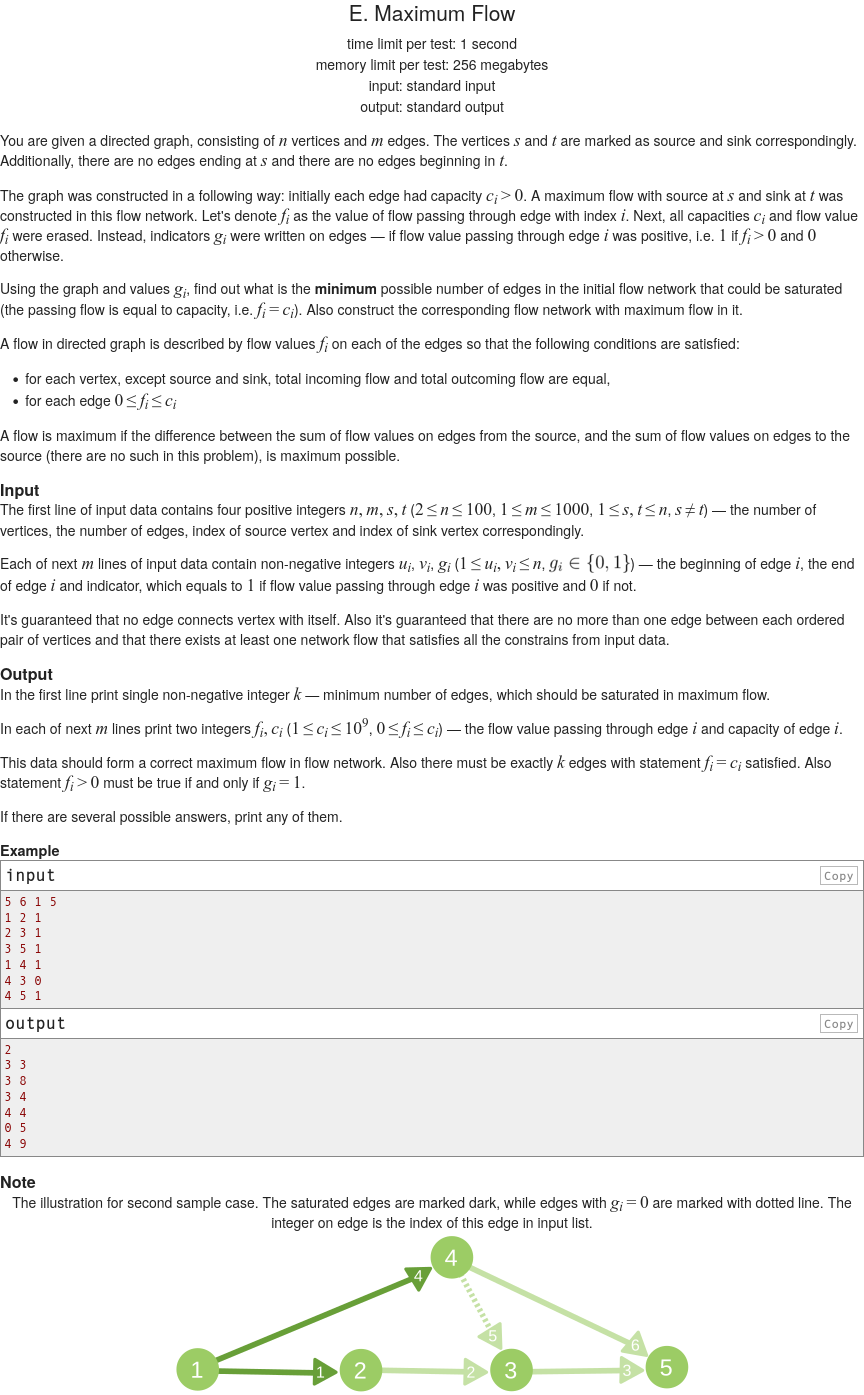 E. Maximum Flow
time limit per test: 1 second
memory limit per test: 256 megabytes
input: standard input
output: standard output
You are given a directed graph, consisting of n vertices and m edges. The vertices s and t are marked as source and sink correspondingly.
Additionally, there are no edges ending at s and there are no edges beginning in t.
The graph was constructed in a following way: initially each edge had capacity c_i > 0. A maximum flow with source at s and sink at t was
constructed in this flow network. Let's denote f_i as the value of flow passing through edge with index i. Next, all capacities c_i and flow value
f_i were erased. Instead, indicators g_i were written on edges — if flow value passing through edge i was positive, i.e. 1 if f_i > 0 and 0
otherwise.
Using the graph and values g_i, find out what is the minimum possible number of edges in the initial flow network that could be saturated
(the passing flow is equal to capacity, i.e. f_i = c_i). Also construct the corresponding flow network with maximum flow in it.
A flow in directed graph is described by flow values f_i on each of the edges so that the following conditions are satisfied:
• for each vertex, except source and sink, total incoming flow and total outcoming flow are equal,
• for each edge 0 ≤ f_i ≤ c_i
A flow is maximum if the difference between the sum of flow values on edges from the source, and the sum of flow values on edges to the
source (there are no such in this problem), is maximum possible.
Input
The first line of input data contains four positive integers n, m, s, t (2 ≤ n ≤ 100, 1 ≤ m ≤ 1000, 1 ≤ s, t ≤ n, s ≠ t) — the number of
vertices, the number of edges, index of source vertex and index of sink vertex correspondingly.
Each of next m lines of input data contain non-negative integers u_i, v_i, g_i (1 ≤ u_i, v_i ≤ n, g_i ∈ {0, 1}) — the beginning of edge i, the end
of edge i and indicator, which equals to 1 if flow value passing through edge i was positive and 0 if not.
It's guaranteed that no edge connects vertex with itself. Also it's guaranteed that there are no more than one edge between each ordered
pair of vertices and that there exists at least one network flow that satisfies all the constrains from input data.
Output
In the first line print single non-negative integer k — minimum number of edges, which should be saturated in maximum flow.
In each of next m lines print two integers f_i, c_i (1 ≤ c_i ≤ 10^9, 0 ≤ f_i ≤ c_i) — the flow value passing through edge i and capacity of edge i.
This data should form a correct maximum flow in flow network. Also there must be exactly k edges with statement f_i = c_i satisfied. Also
statement f_i > 0 must be true if and only if g_i = 1.
If there are several possible answers, print any of them.
Example
input Copy
5 6 1 5
1 2 1
2 3 1
3 5 1
1 4 1
4 3 0
4 5 1
output Copy
2
3 3
3 8
3 4
4 4
0 5
4 9
Note
The illustration for second sample case. The saturated edges are marked dark, while edges with g_i = 0 are marked with dotted line. The
integer on edge is the index of this edge in input list.
4
4
5
6
1
1
2
2
3
3
5